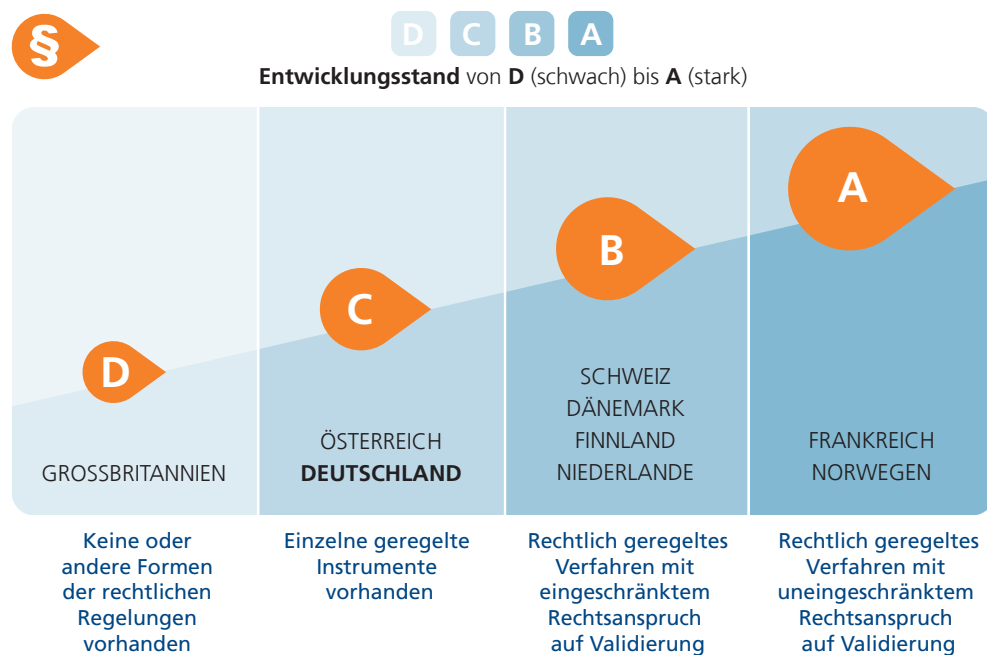 §
D C B A
Entwicklungsstand von D (schwach) bis A (stark)
D
GROSSBRITANNIEN
Keine oder
andere Formen
der rechtlichen
Regelungen
vorhanden
C
ÖSTERREICH
DEUTSCHLAND
Einzelne geregelte
Instrumente
vorhanden
B
SCHWEIZ
DÄNEMARK
FINNLAND
NIEDERLANDE
Rechtlich geregeltes
Verfahren mit
eingeschränktem
Rechtsanspruch
auf Validierung
A
FRANKREICH
NORWEGEN
Rechtlich geregeltes
Verfahren mit
uneingeschränktem
Rechtsanspruch
auf Validierung